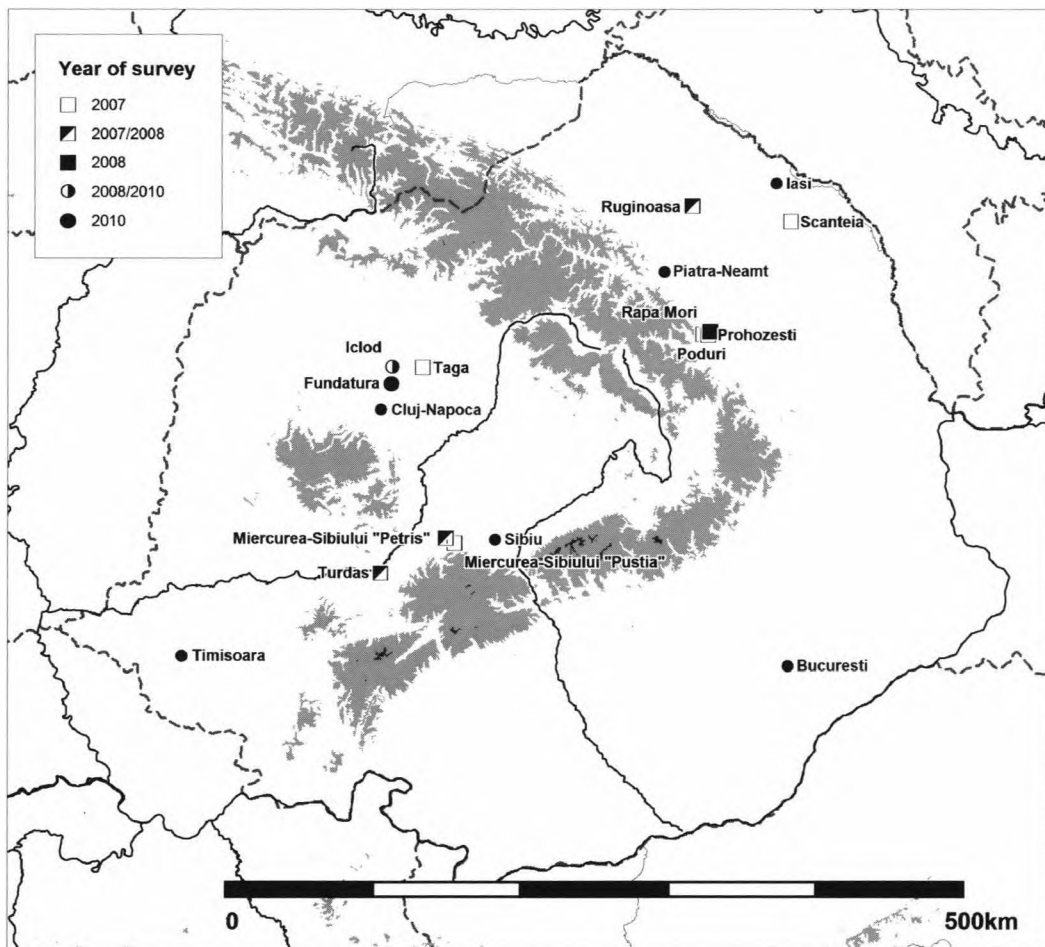 Year of survey
2007
2007/2008
2008
2008/2010
2010
Iasi
Ruginoasa
Scanteia
Piatra-Neamt
Rapa Mori
Prohozesti
Poduri
Iclod
Taga
Fundatura
Cluj-Napoca
Miercurea-Sibiului "Petris"
Sibiu
Miercurea-Sibiului "Pustia"
Turdas
Timisoara
Bucuresti
0
500km